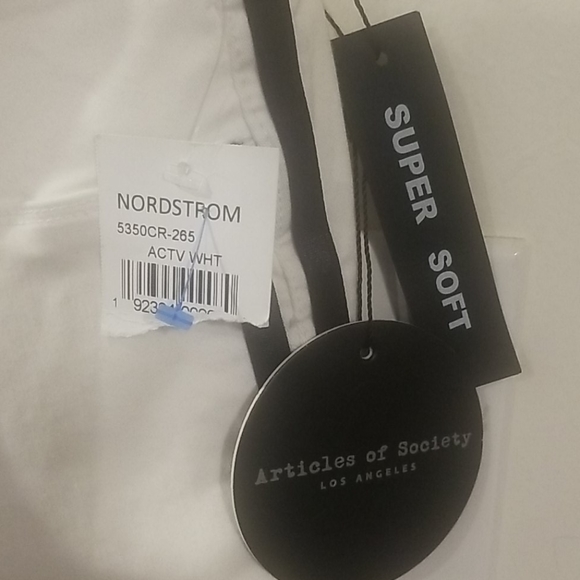 NORDSTROM
5350CR-265
ACTV WHT
SUPER SOFT
Articles of Society
LOS ANGELES